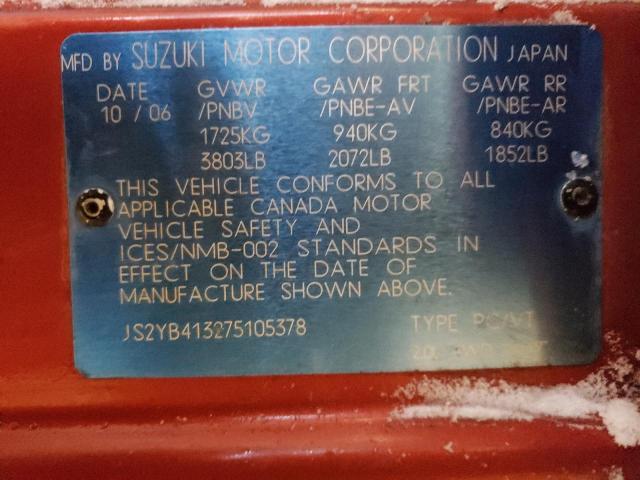 MFD BY SUZUKI MOTOR CORPORATION JAPAN
DATE GVWR GAWR FRT GAWR RR
10 / 06 /PNBV /PNBE-AV /PNBE-AR
1725KG 940KG 840KG
3803LB 2072LB 1852LB
THIS VEHICLE CONFORMS TO ALL
APPLICABLE CANADA MOTOR
VEHICLE SAFETY AND
ICES/NMB-002 STANDARDS IN
EFFECT ON THE DATE OF
MANUFACTURE SHOWN ABOVE.
JS2YB413275105378 TYPE PC/VT